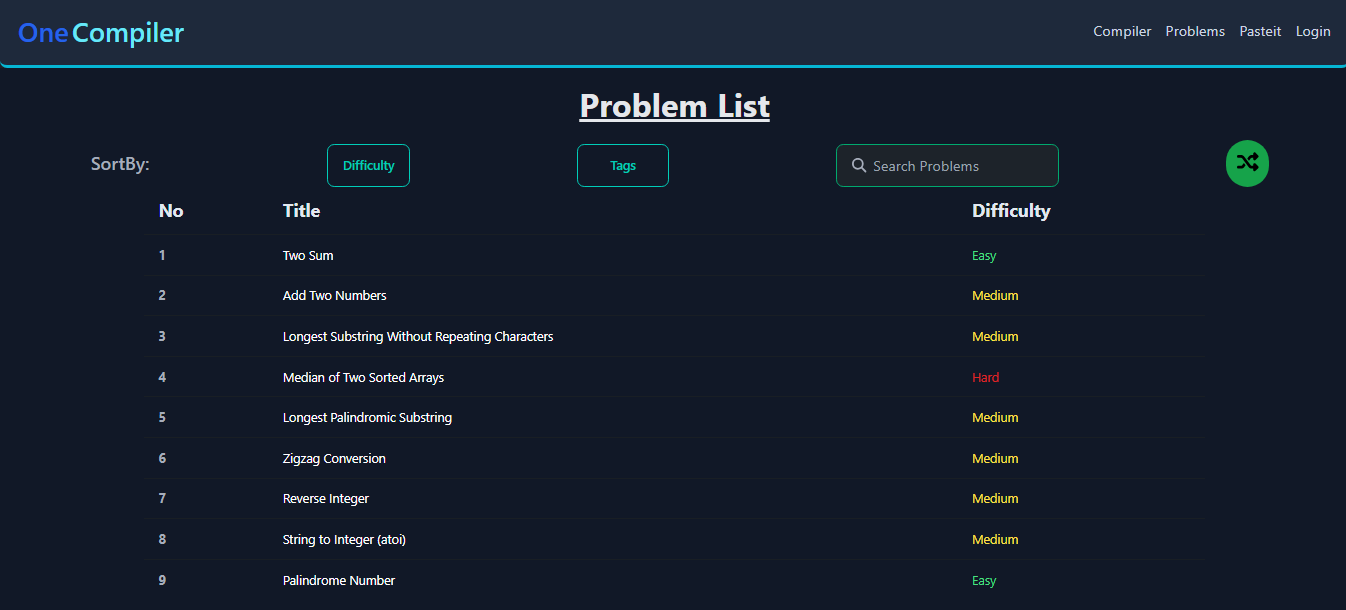 OneCompiler Compiler Problems Pasteit Login
Problem List
SortBy: Difficulty Tags Search Problems
No Title Difficulty
1 Two Sum Easy
2 Add Two Numbers Medium
3 Longest Substring Without Repeating Characters Medium
4 Median of Two Sorted Arrays Hard
5 Longest Palindromic Substring Medium
6 Zigzag Conversion Medium
7 Reverse Integer Medium
8 String to Integer (atoi) Medium
9 Palindrome Number Easy